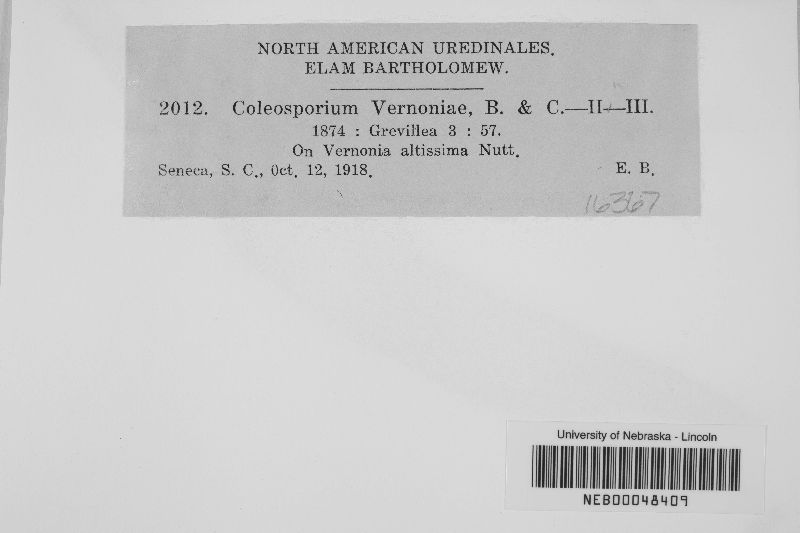 NORTH AMERICAN UREDINALES.
ELAM BARTHOLOMEW.
2012. Coleosporium Vernoniae, B. & C.—II—III.
1874 : Grevillea 3 : 57.
On Vernonia altissima Nutt.
Seneca, S. C., Oct. 12, 1918. E. B.
16367
University of Nebraska - Lincoln
NEB00048409